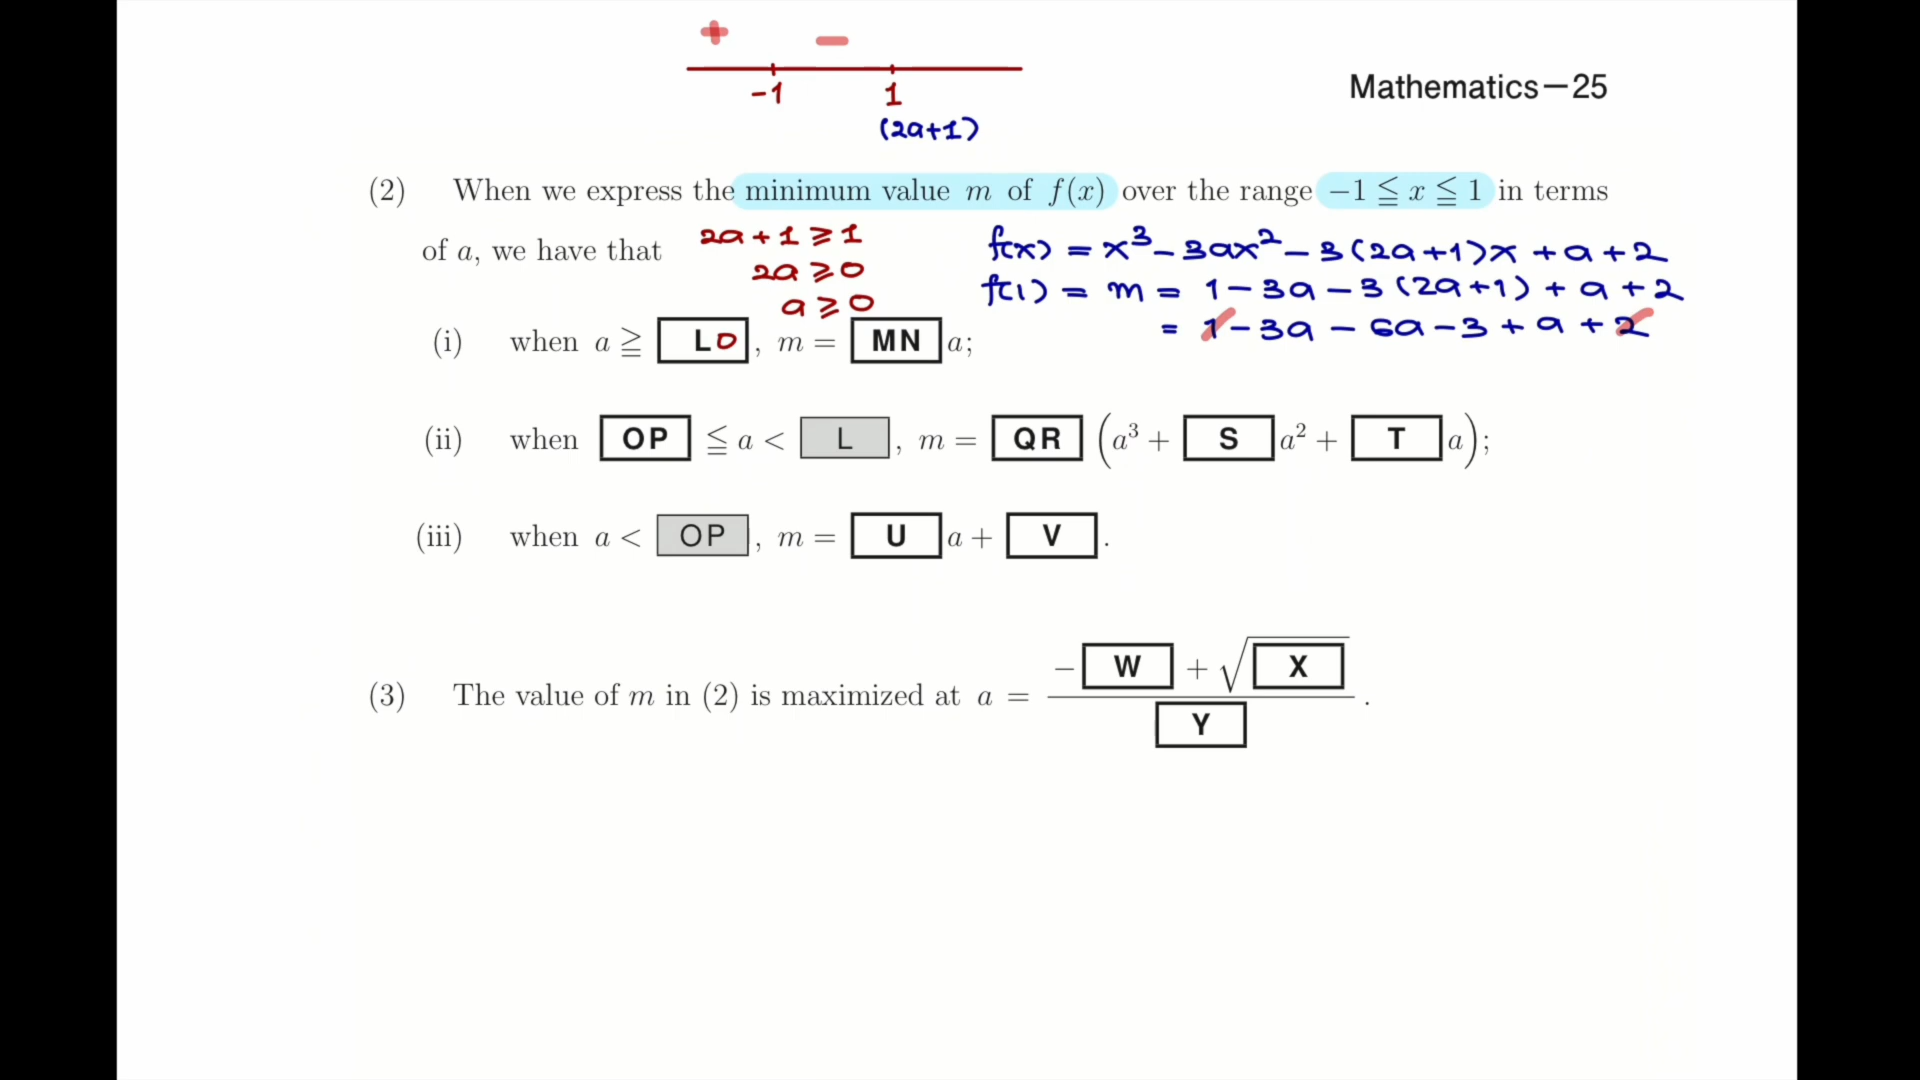 + −
-1 1
(2a+1)
Mathematics—25
(2) When we express the minimum value m of f(x) over the range −1 ≦ x ≦ 1 in terms
of a, we have that
2a+1 ⩾ 1
2a ⩾ 0
a ⩾ 0
f(x) = x³ − 3ax² − 3(2a+1)x + a + 2
f(1) = m = 1 − 3a − 3(2a+1) + a + 2
= 1 − 3a − 6a − 3 + a + 2
(i) when a ≧ L 0, m = MN a;
(ii) when OP ≦ a < L, m = QR (a³ + S a² + T a);
(iii) when a < OP, m = U a + V.
(3) The value of m in (2) is maximized at a = (−W + √X) / Y.